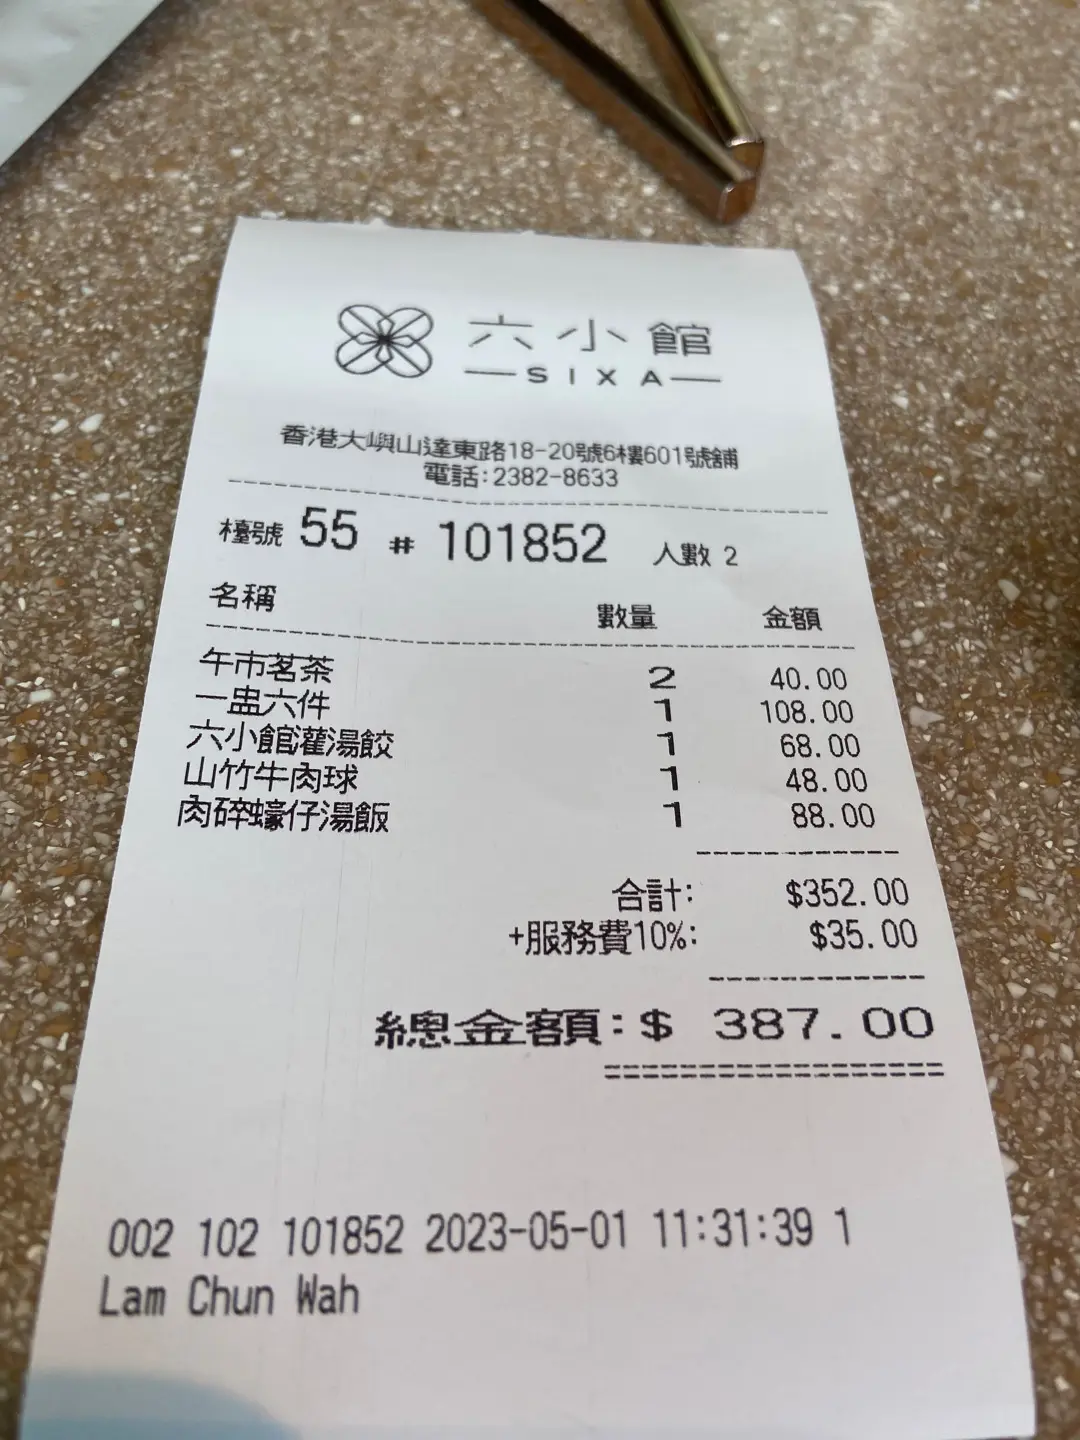 六小館
SIXA
香港大嶼山達東路18-20號6樓601號舖
電話:2382-8633
檯號 55 # 101852 人數 2
名稱 數量 金額
午市茗茶 2 40.00
一盅六件 1 108.00
六小館灌湯餃 1 68.00
山竹牛肉球 1 48.00
肉碎蠔仔湯飯 1 88.00
合計: $352.00
+服務費10%: $35.00
總金額:$ 387.00
002 102 101852 2023-05-01 11:31:39 1
Lam Chun Wah